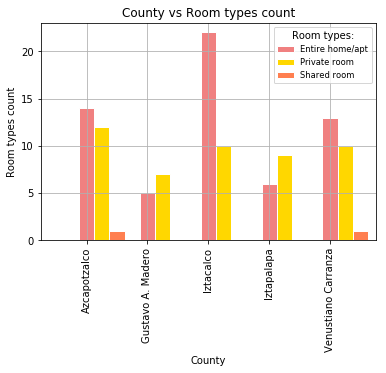 County vs Room types count
Room types:
Entire home/apt
Private room
Shared room
Room types count
20
15
10
5
0
Azcapotzalco
Gustavo A. Madero
Iztacalco
Iztapalapa
Venustiano Carranza
County